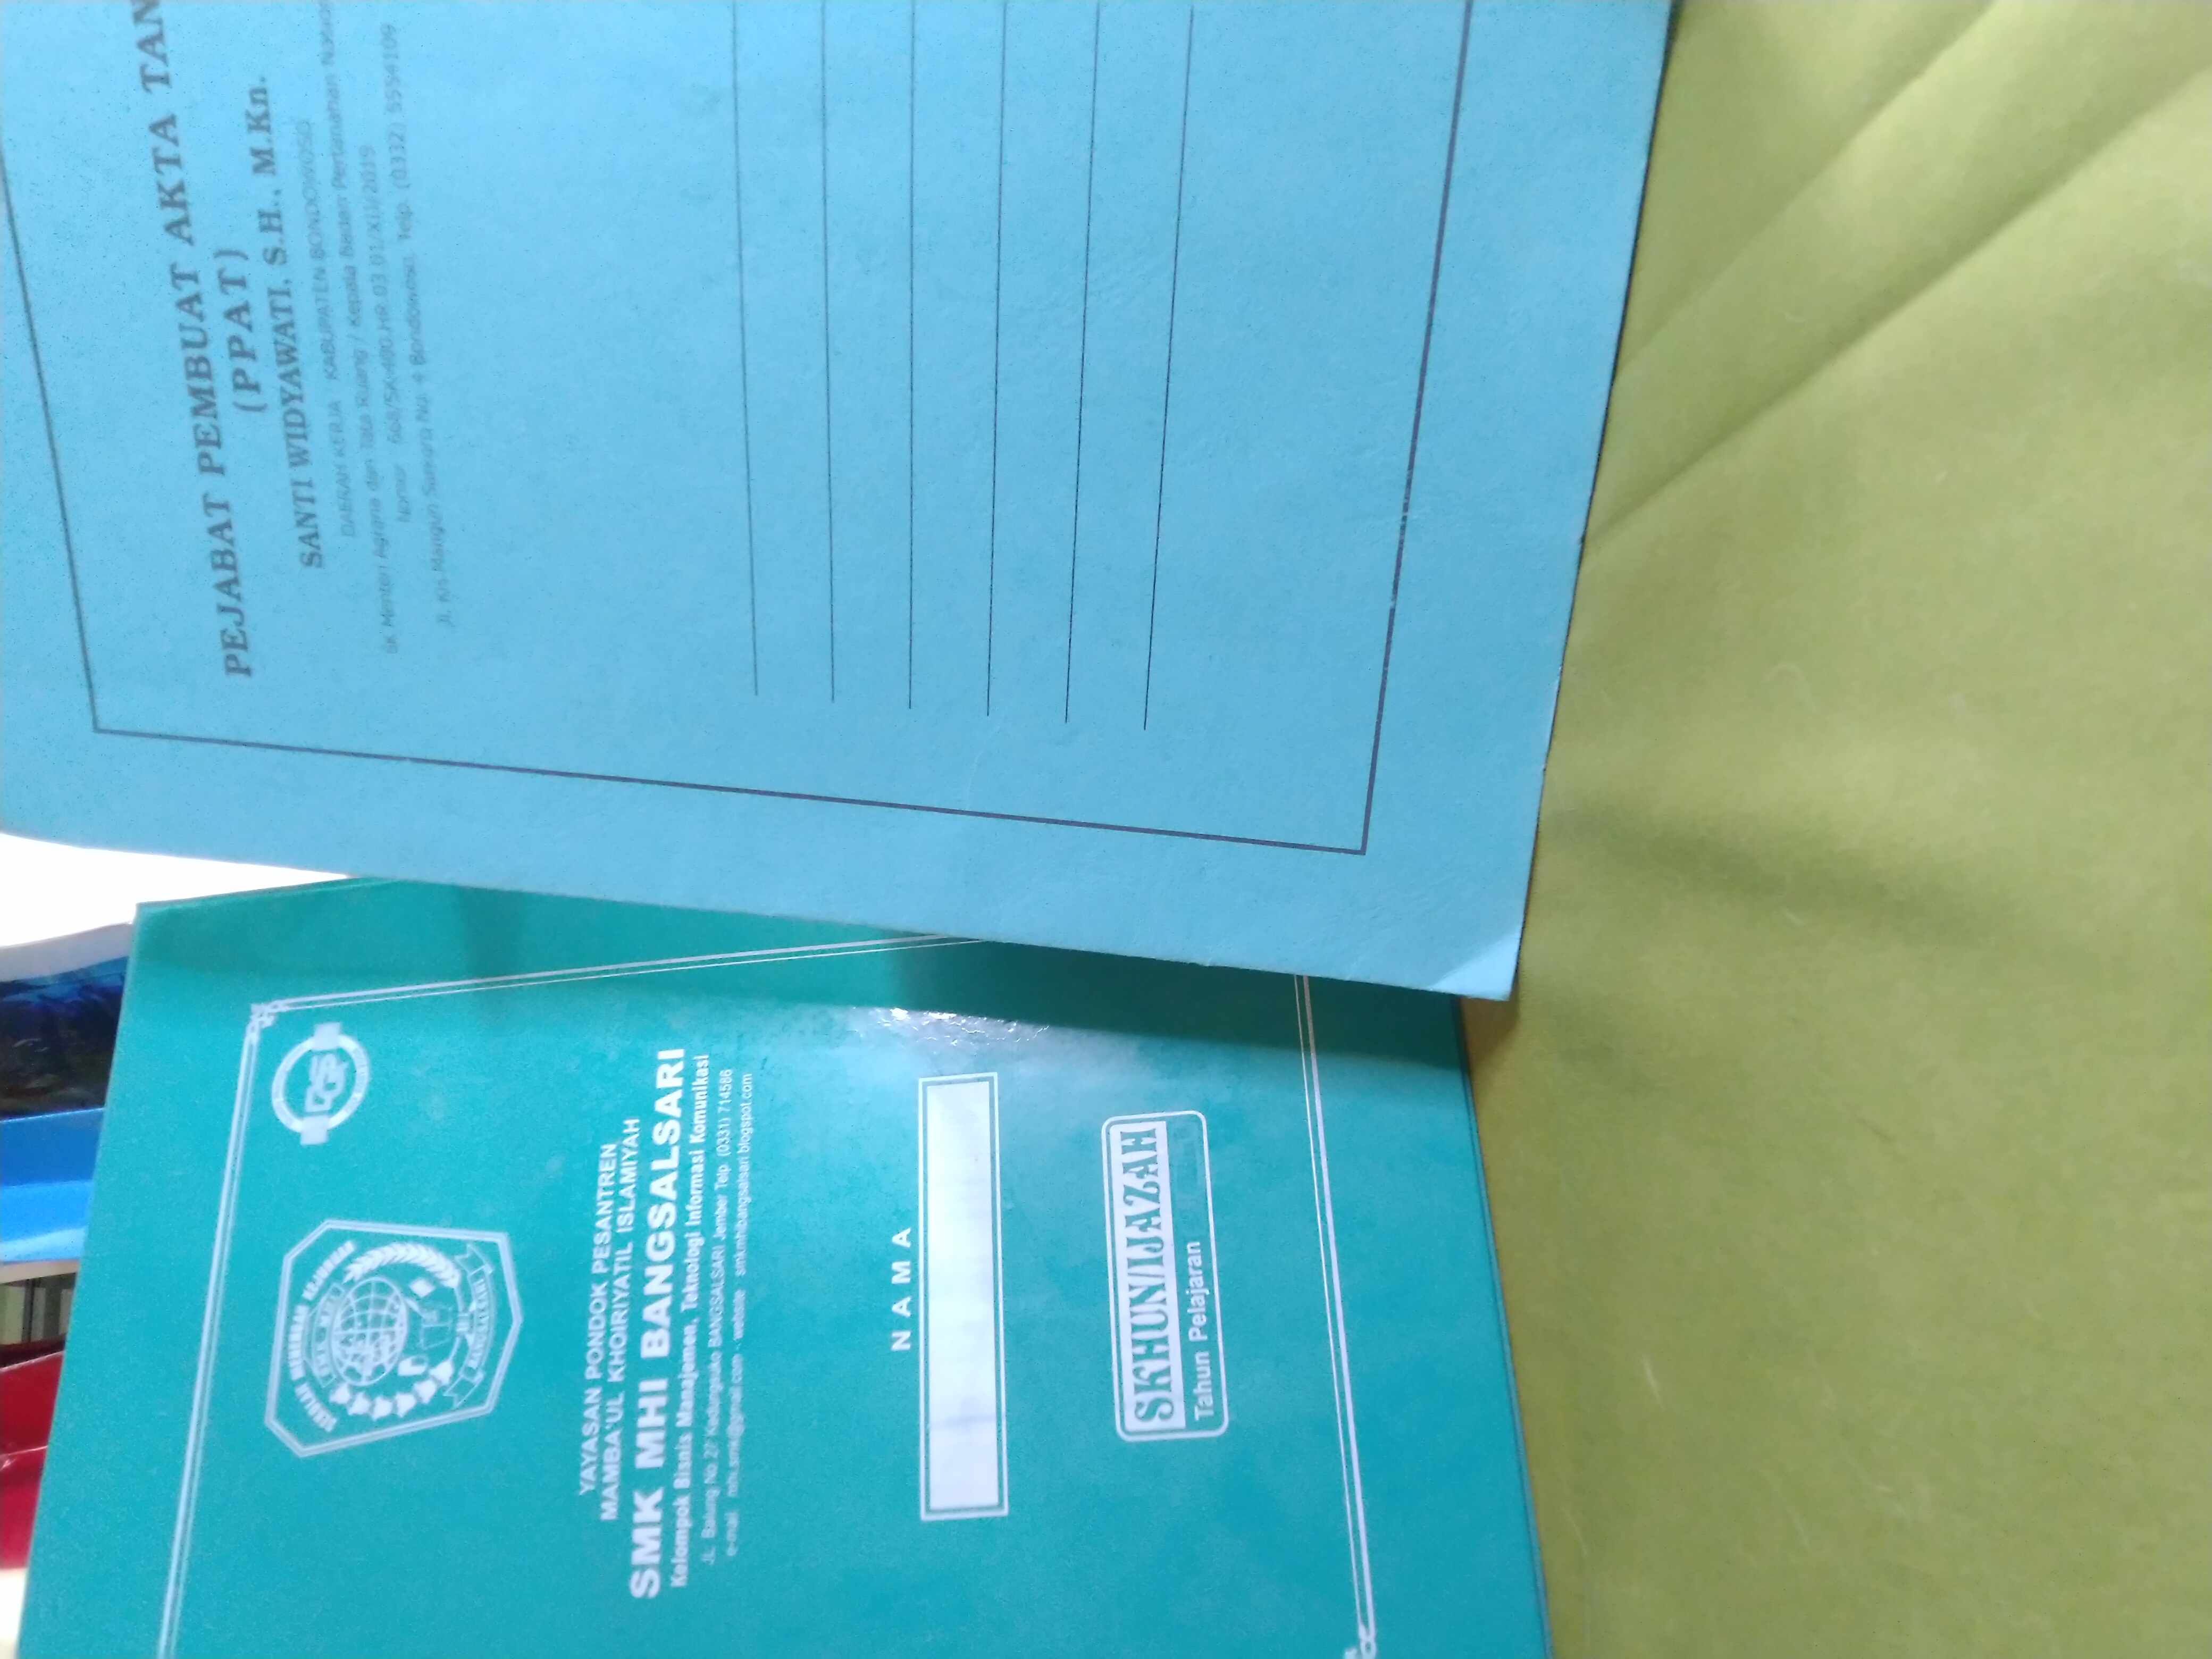 SEKOLAH MENENGAH KEJURUAN
SMK MHI
MHI
BANGSALSARI
YAYASAN PONDOK PESANTREN
MAMBA'UL KHOIRIYATIL ISLAMIYAH
SMK MHI BANGSALSARI
Kelompok Bisnis Manajemen, Teknologi Informasi Komunikasi
JL. Balung No 27 Kedungsuko BANGSALSARI Jember Telp. (0331) 714586
e-mail : mhi.smk@gmail.com - website : smkmhibangsalsari.blogspot.com
NAMA
SKHUN/IJAZAH
Tahun Pelajaran
PEJABAT PEMBUAT AKTA TAN
(PPAT)
SANTI WIDYAWATI, S.H., M.Kn.
DAERAH KERJA : KABUPATEN BONDOWOSO
SK Menteri Agraria dan Tata Ruang / Kepala Badan Pertanahan Nasion
Nomor : 668/SK-400.HR.03.01/XII/2019
Jl. Kis Mangun Sarkoro No. 4 Bondowoso, Telp. (0332) 5554109